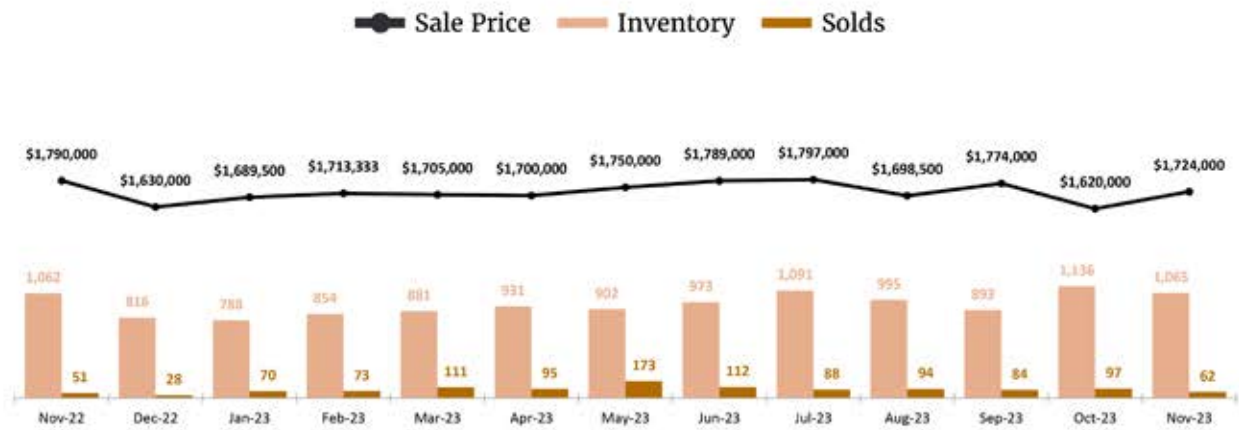 Sale Price Inventory Solds
$1,790,000 $1,630,000 $1,689,500 $1,713,333 $1,705,000 $1,700,000 $1,750,000 $1,789,000 $1,797,000 $1,698,500 $1,774,000 $1,620,000 $1,724,000
1,062 816 788 854 881 931 902 973 1,091 995 893 1,136 1,065
51 28 70 73 111 95 173 112 88 94 84 97 62
Nov-22 Dec-22 Jan-23 Feb-23 Mar-23 Apr-23 May-23 Jun-23 Jul-23 Aug-23 Sep-23 Oct-23 Nov-23